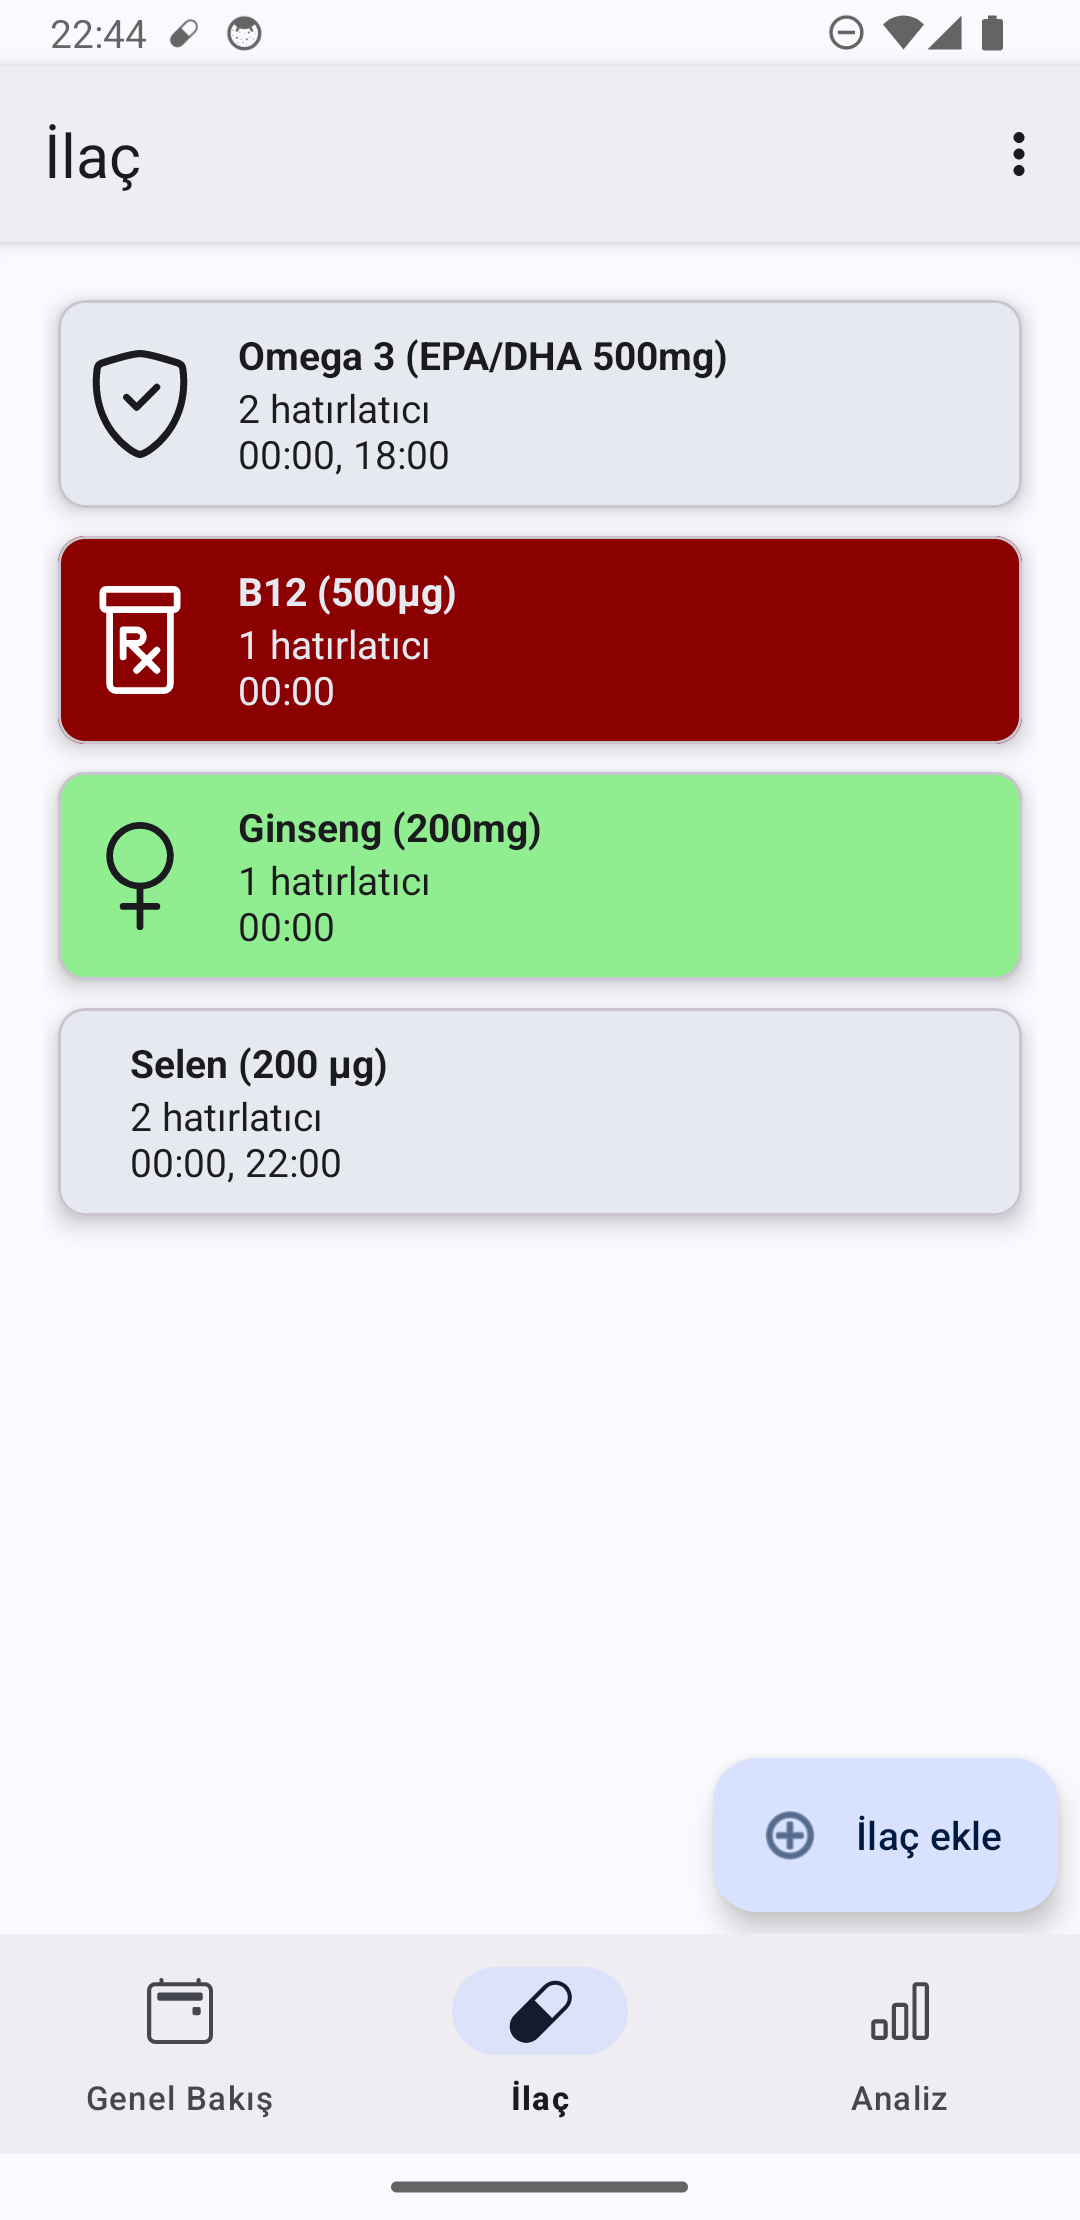 22:44
İlaç
Omega 3 (EPA/DHA 500mg)
2 hatırlatıcı
00:00, 18:00
B12 (500µg)
1 hatırlatıcı
00:00
Ginseng (200mg)
1 hatırlatıcı
00:00
Selen (200 µg)
2 hatırlatıcı
00:00, 22:00
İlaç ekle
Genel Bakış
İlaç
Analiz